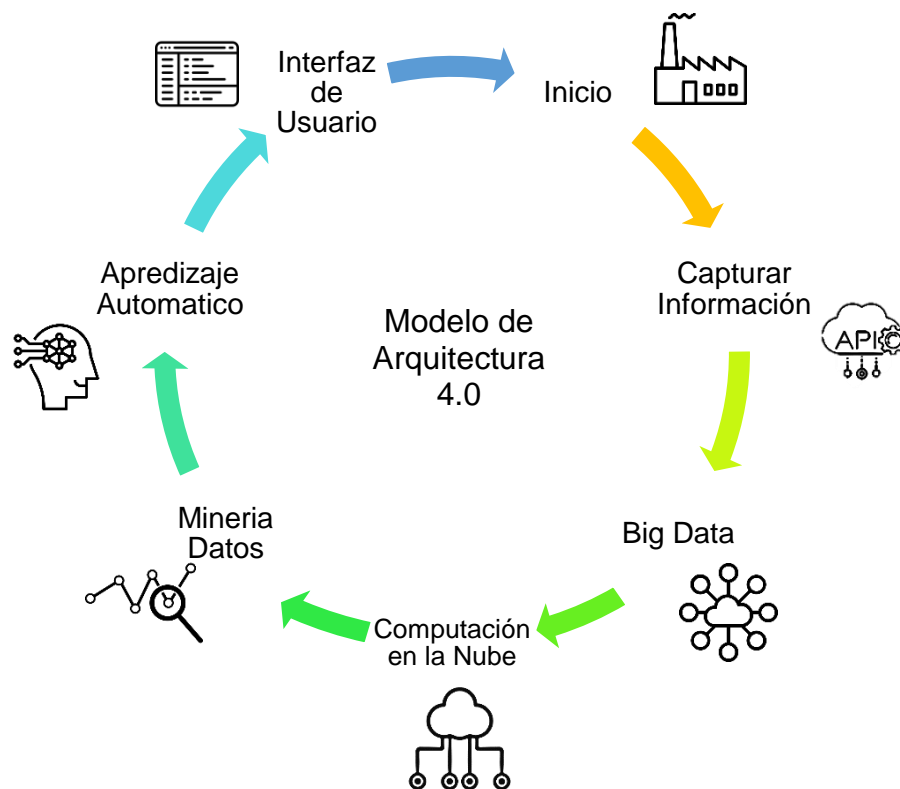 Interfaz
de
Usuario
Inicio
Capturar
Información
API
Big Data
Computación
en la Nube
Mineria
Datos
Apredizaje
Automatico
Modelo de
Arquitectura
4.0